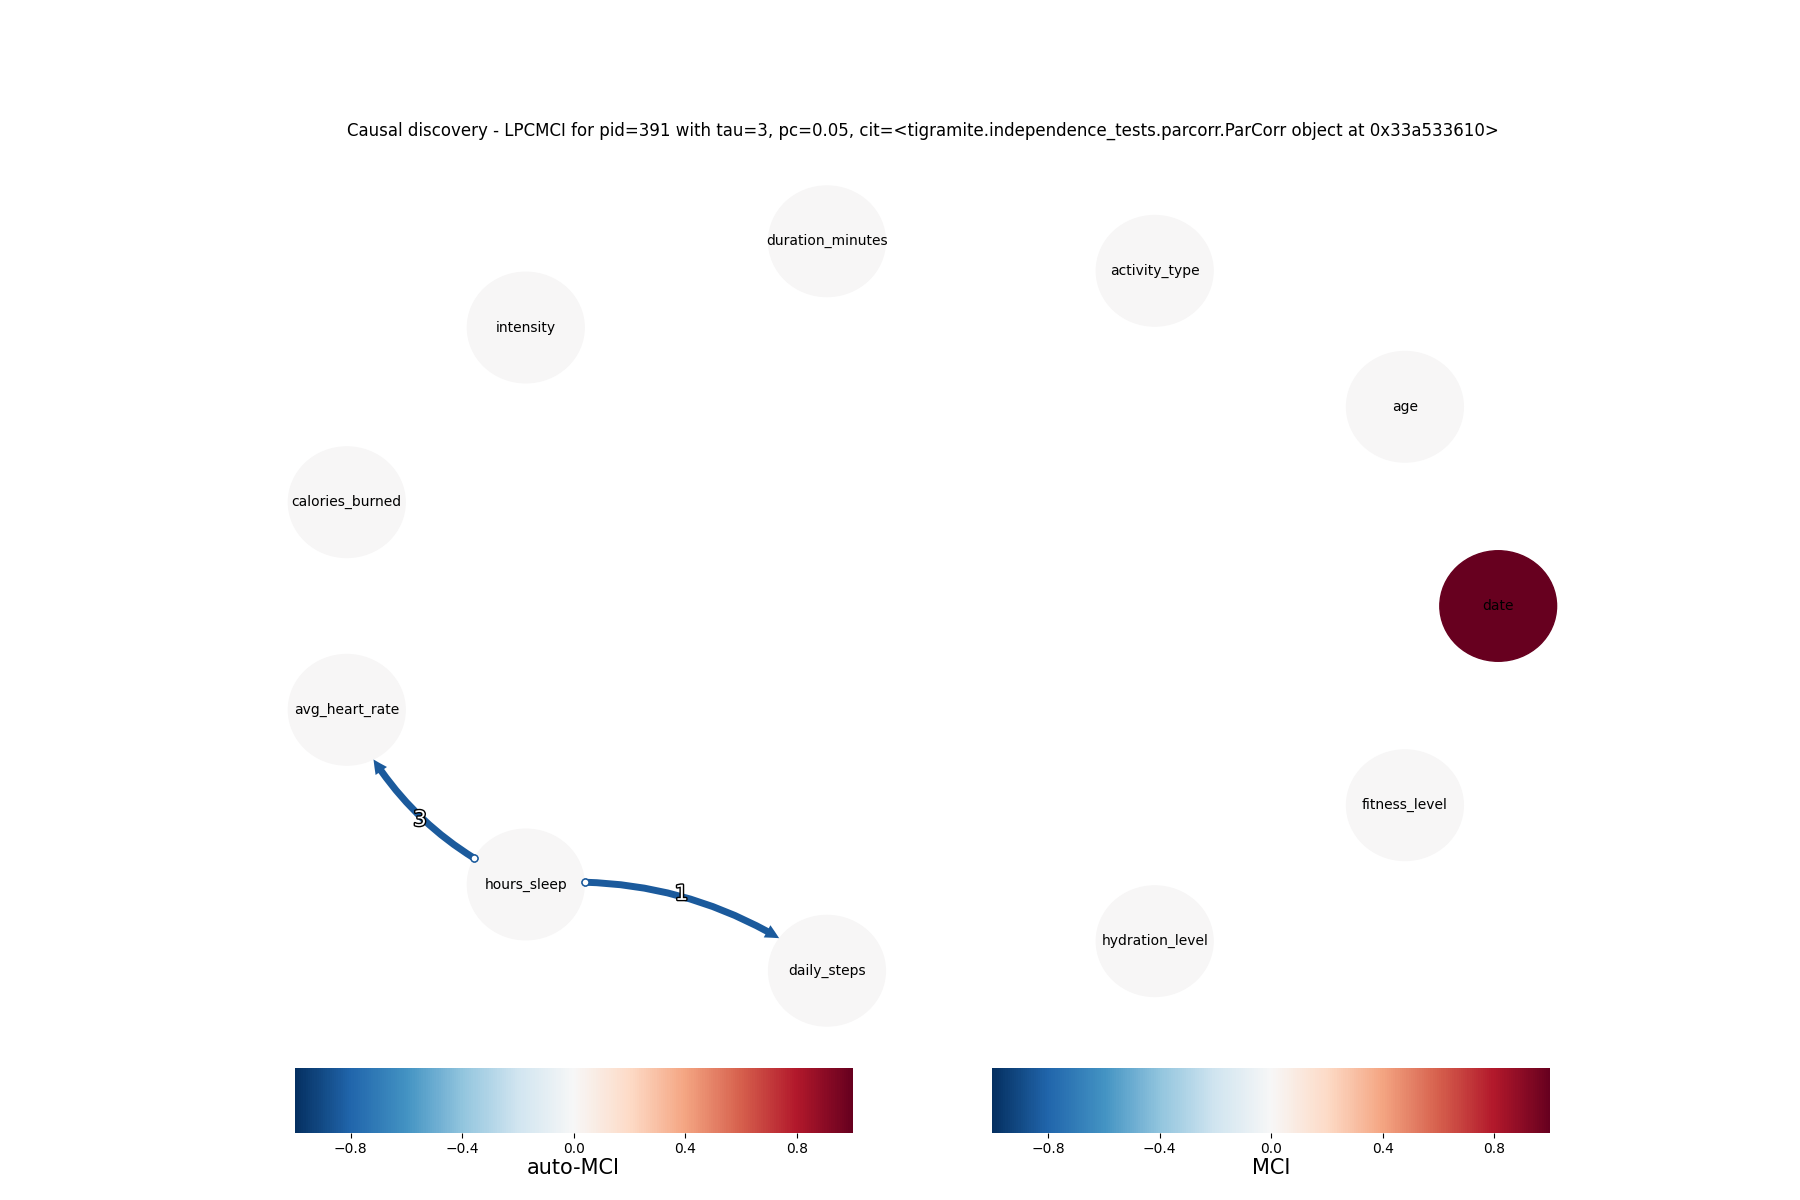 Causal discovery - LPCMCI for pid=391 with tau=3, pc=0.05, cit=<tigramite.independence_tests.parcorr.ParCorr object at 0x33a533610>
duration_minutes
activity_type
intensity
age
calories_burned
date
avg_heart_rate
fitness_level
3
hours_sleep
1
hydration_level
daily_steps
−0.8 −0.4 0.0 0.4 0.8
auto-MCI
−0.8 −0.4 0.0 0.4 0.8
MCI